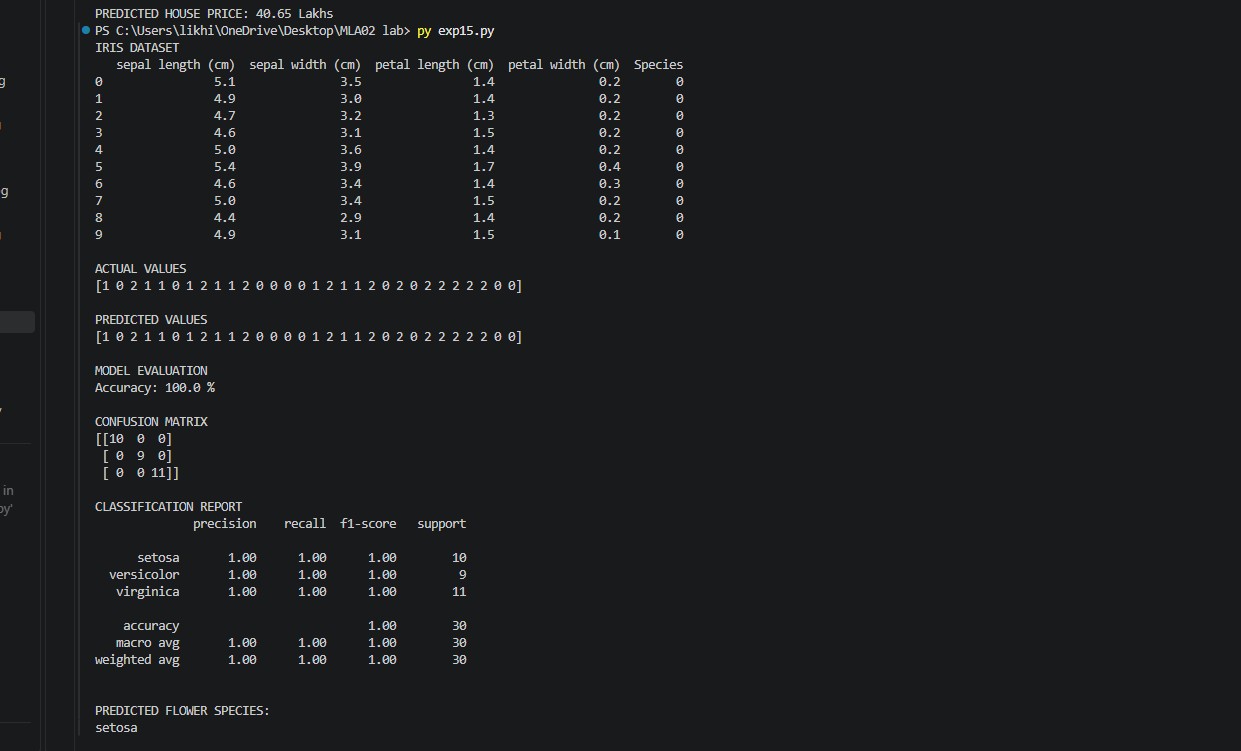 PREDICTED HOUSE PRICE: 40.65 Lakhs
PS C:\Users\likhi\OneDrive\Desktop\MLA02 lab> py exp15.py
IRIS DATASET
sepal length (cm) sepal width (cm) petal length (cm) petal width (cm) Species
0 5.1 3.5 1.4 0.2 0
1 4.9 3.0 1.4 0.2 0
2 4.7 3.2 1.3 0.2 0
3 4.6 3.1 1.5 0.2 0
4 5.0 3.6 1.4 0.2 0
5 5.4 3.9 1.7 0.4 0
6 4.6 3.4 1.4 0.3 0
7 5.0 3.4 1.5 0.2 0
8 4.4 2.9 1.4 0.2 0
9 4.9 3.1 1.5 0.1 0
ACTUAL VALUES
[1 0 2 1 1 0 1 2 1 1 2 0 0 0 0 1 2 1 1 2 0 2 0 2 2 2 2 2 0 0]
PREDICTED VALUES
[1 0 2 1 1 0 1 2 1 1 2 0 0 0 0 1 2 1 1 2 0 2 0 2 2 2 2 2 0 0]
MODEL EVALUATION
Accuracy: 100.0 %
CONFUSION MATRIX
[[10 0 0]
[ 0 9 0]
[ 0 0 11]]
CLASSIFICATION REPORT
precision recall f1-score support
setosa 1.00 1.00 1.00 10
versicolor 1.00 1.00 1.00 9
virginica 1.00 1.00 1.00 11
accuracy 1.00 30
macro avg 1.00 1.00 1.00 30
weighted avg 1.00 1.00 1.00 30
PREDICTED FLOWER SPECIES:
setosa
g
g
in
py'